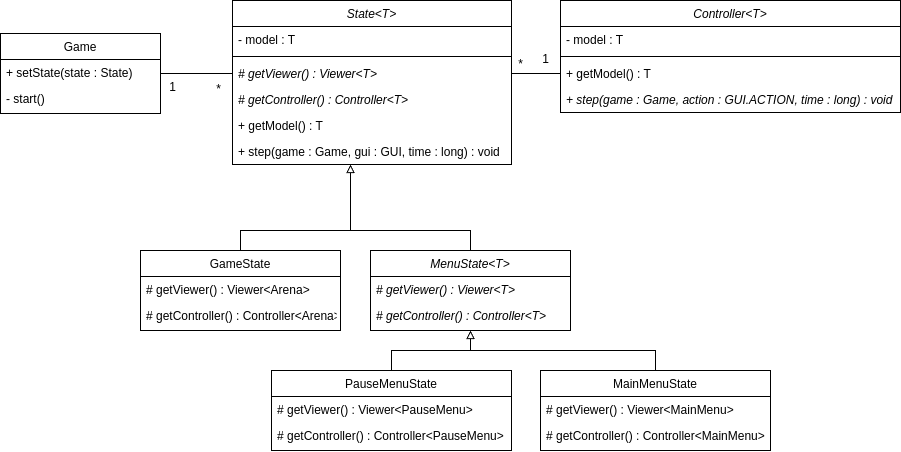 Game
+ setState(state : State)
- start()
1
*
State<T>
- model : T
# getViewer() : Viewer<T>
# getController() : Controller<T>
+ getModel() : T
+ step(game : Game, gui : GUI, time : long) : void
*
1
Controller<T>
- model : T
+ getModel() : T
+ step(game : Game, action : GUI.ACTION, time : long) : void
GameState
# getViewer() : Viewer<Arena>
# getController() : Controller<Arena>
MenuState<T>
# getViewer() : Viewer<T>
# getController() : Controller<T>
PauseMenuState
# getViewer() : Viewer<PauseMenu>
# getController() : Controller<PauseMenu>
MainMenuState
# getViewer() : Viewer<MainMenu>
# getController() : Controller<MainMenu>